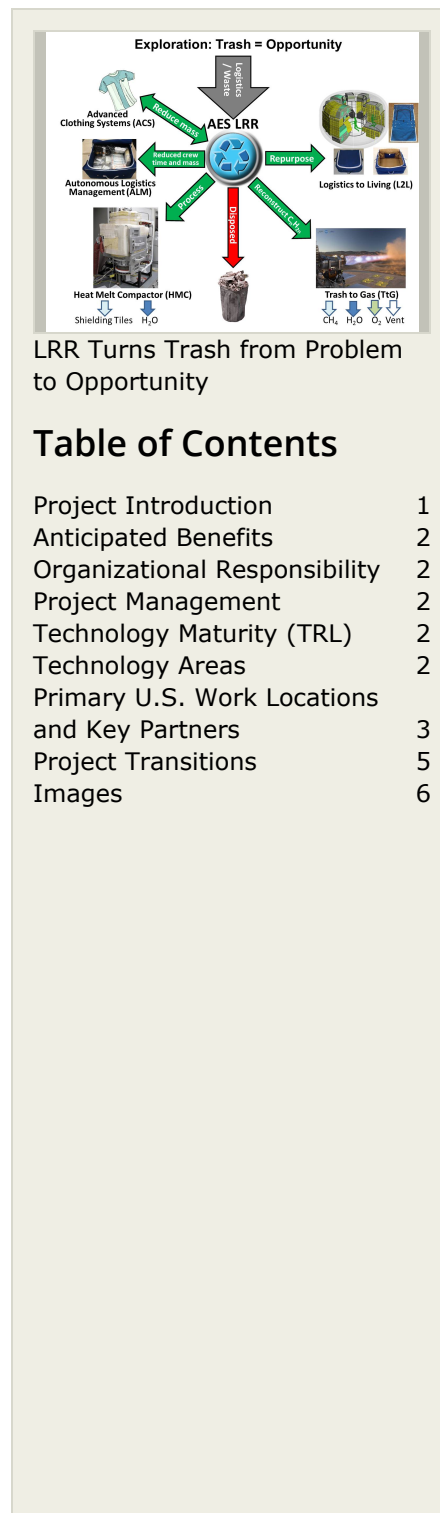 Exploration: Trash = Opportunity
Logistics
/ Waste
Advanced
Clothing Systems (ACS)
Reduce mass
AES LRR
Reduced crew
time and mass
Repurpose
Autonomous Logistics
Management (ALM)
Logistics to Living (L2L)
Process
Disposed
Reconstruct CₓHₓ
Heat Melt Compactor (HMC)
Trash to Gas (TtG)
Shielding Tiles H₂O
CH₄ H₂O O₂ Vent
LRR Turns Trash from Problem
to Opportunity
Table of Contents
Project Introduction 1
Anticipated Benefits 2
Organizational Responsibility 2
Project Management 2
Technology Maturity (TRL) 2
Technology Areas 2
Primary U.S. Work Locations
and Key Partners 3
Project Transitions 5
Images 6